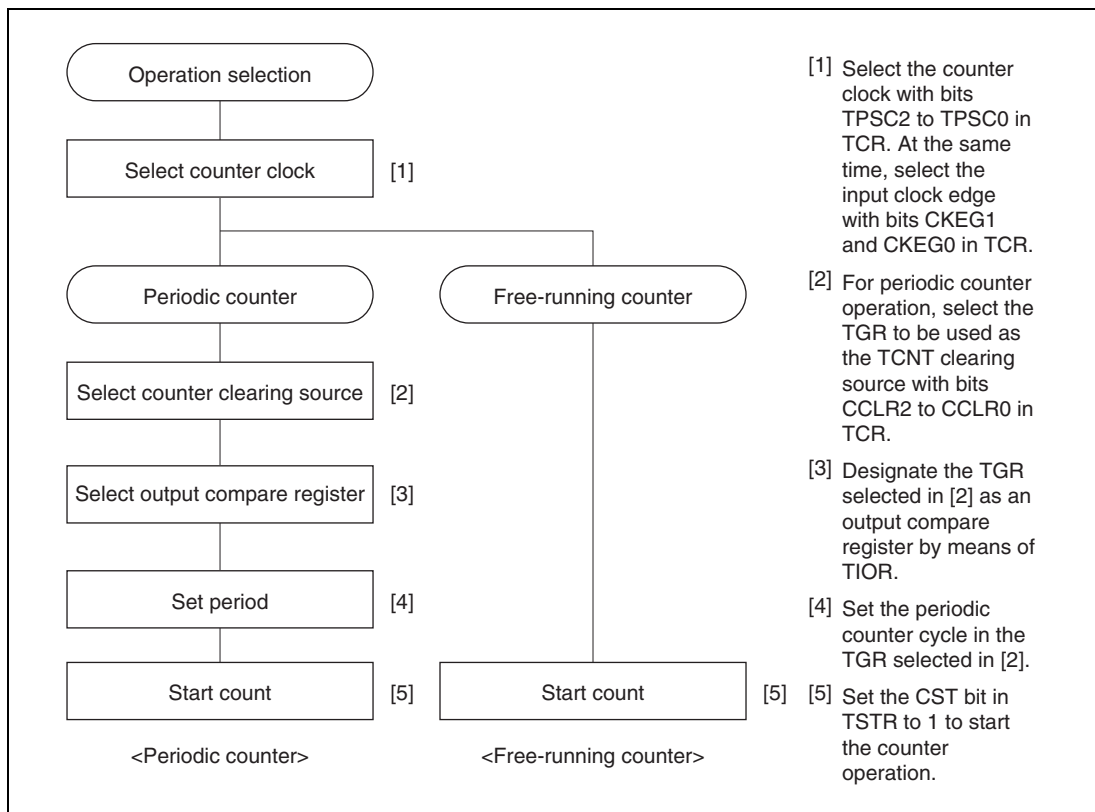 Operation selection
Select counter clock
[1]
Periodic counter
Free-running counter
Select counter clearing source
[2]
Select output compare register
[3]
Set period
[4]
Start count
[5]
Start count
[5]
<Periodic counter>
<Free-running counter>
[1] Select the counter
clock with bits
TPSC2 to TPSC0 in
TCR. At the same
time, select the
input clock edge
with bits CKEG1
and CKEG0 in TCR.
[2] For periodic counter
operation, select the
TGR to be used as
the TCNT clearing
source with bits
CCLR2 to CCLR0 in
TCR.
[3] Designate the TGR
selected in [2] as an
output compare
register by means of
TIOR.
[4] Set the periodic
counter cycle in the
TGR selected in [2].
[5] Set the CST bit in
TSTR to 1 to start
the counter
operation.